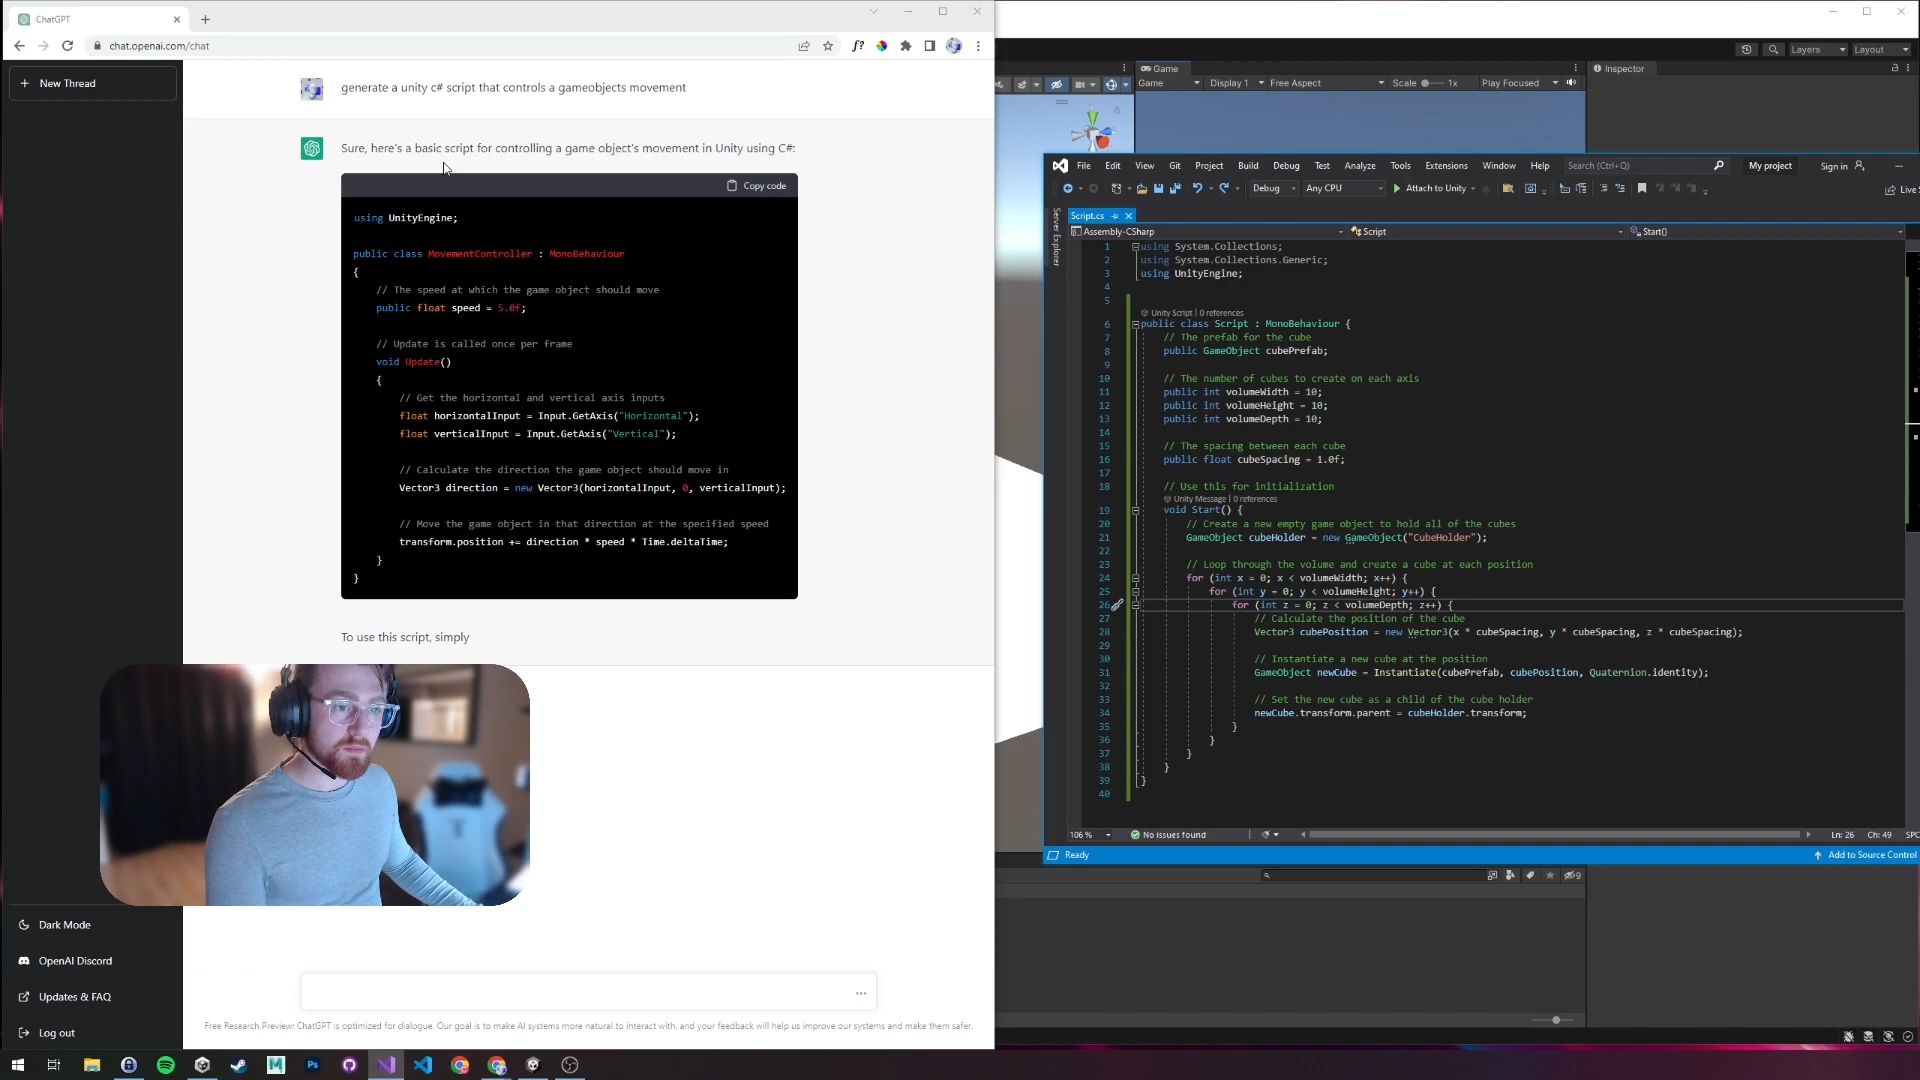 ChatGPT
chat.openai.com/chat
f?
New Thread
generate a unity c# script that controls a gameobjects movement
Sure, here's a basic script for controlling a game object's movement in Unity using C#:
Copy code
using UnityEngine;
public class MovementController : MonoBehaviour
{
// The speed at which the game object should move
public float speed = 5.0f;
// Update is called once per frame
void Update()
{
// Get the horizontal and vertical axis inputs
float horizontalInput = Input.GetAxis("Horizontal");
float verticalInput = Input.GetAxis("Vertical");
// Calculate the direction the game object should move in
Vector3 direction = new Vector3(horizontalInput, 0, verticalInput);
// Move the game object in that direction at the specified speed
transform.position += direction * speed * Time.deltaTime;
}
}
To use this script, simply
Dark Mode
OpenAI Discord
Updates & FAQ
Log out
Free Research Preview: ChatGPT is optimized for dialogue. Our goal is to make AI systems more natural to interact with, and your feedback will help us improve our systems and make them safer.
Layers Layout
Game Inspector
Game Display 1 Free Aspect Scale 1x Play Focused
File Edit View Git Project Build Debug Test Analyze Tools Extensions Window Help Search (Ctrl+Q) My project Sign in
Debug Any CPU Attach to Unity Live
Server Explorer
Script.cs
Assembly-CSharp Script Start()
1 using System.Collections;
2 using System.Collections.Generic;
3 using UnityEngine;
4
5
Unity Script | 0 references
6 public class Script : MonoBehaviour {
7 // The prefab for the cube
8 public GameObject cubePrefab;
9
10 // The number of cubes to create on each axis
11 public int volumeWidth = 10;
12 public int volumeHeight = 10;
13 public int volumeDepth = 10;
14
15 // The spacing between each cube
16 public float cubeSpacing = 1.0f;
17
18 // Use this for initialization
Unity Message | 0 references
19 void Start() {
20 // Create a new empty game object to hold all of the cubes
21 GameObject cubeHolder = new GameObject("CubeHolder");
22
23 // Loop through the volume and create a cube at each position
24 for (int x = 0; x < volumeWidth; x++) {
25 for (int y = 0; y < volumeHeight; y++) {
26 for (int z = 0; z < volumeDepth; z++) {
27 // Calculate the position of the cube
28 Vector3 cubePosition = new Vector3(x * cubeSpacing, y * cubeSpacing, z * cubeSpacing);
29
30 // Instantiate a new cube at the position
31 GameObject newCube = Instantiate(cubePrefab, cubePosition, Quaternion.identity);
32
33 // Set the new cube as a child of the cube holder
34 newCube.transform.parent = cubeHolder.transform;
35 }
36 }
37 }
38 }
39 }
40
106 % No issues found Ln: 26 Ch: 49 SPC
Ready Add to Source Control
9
M Ps